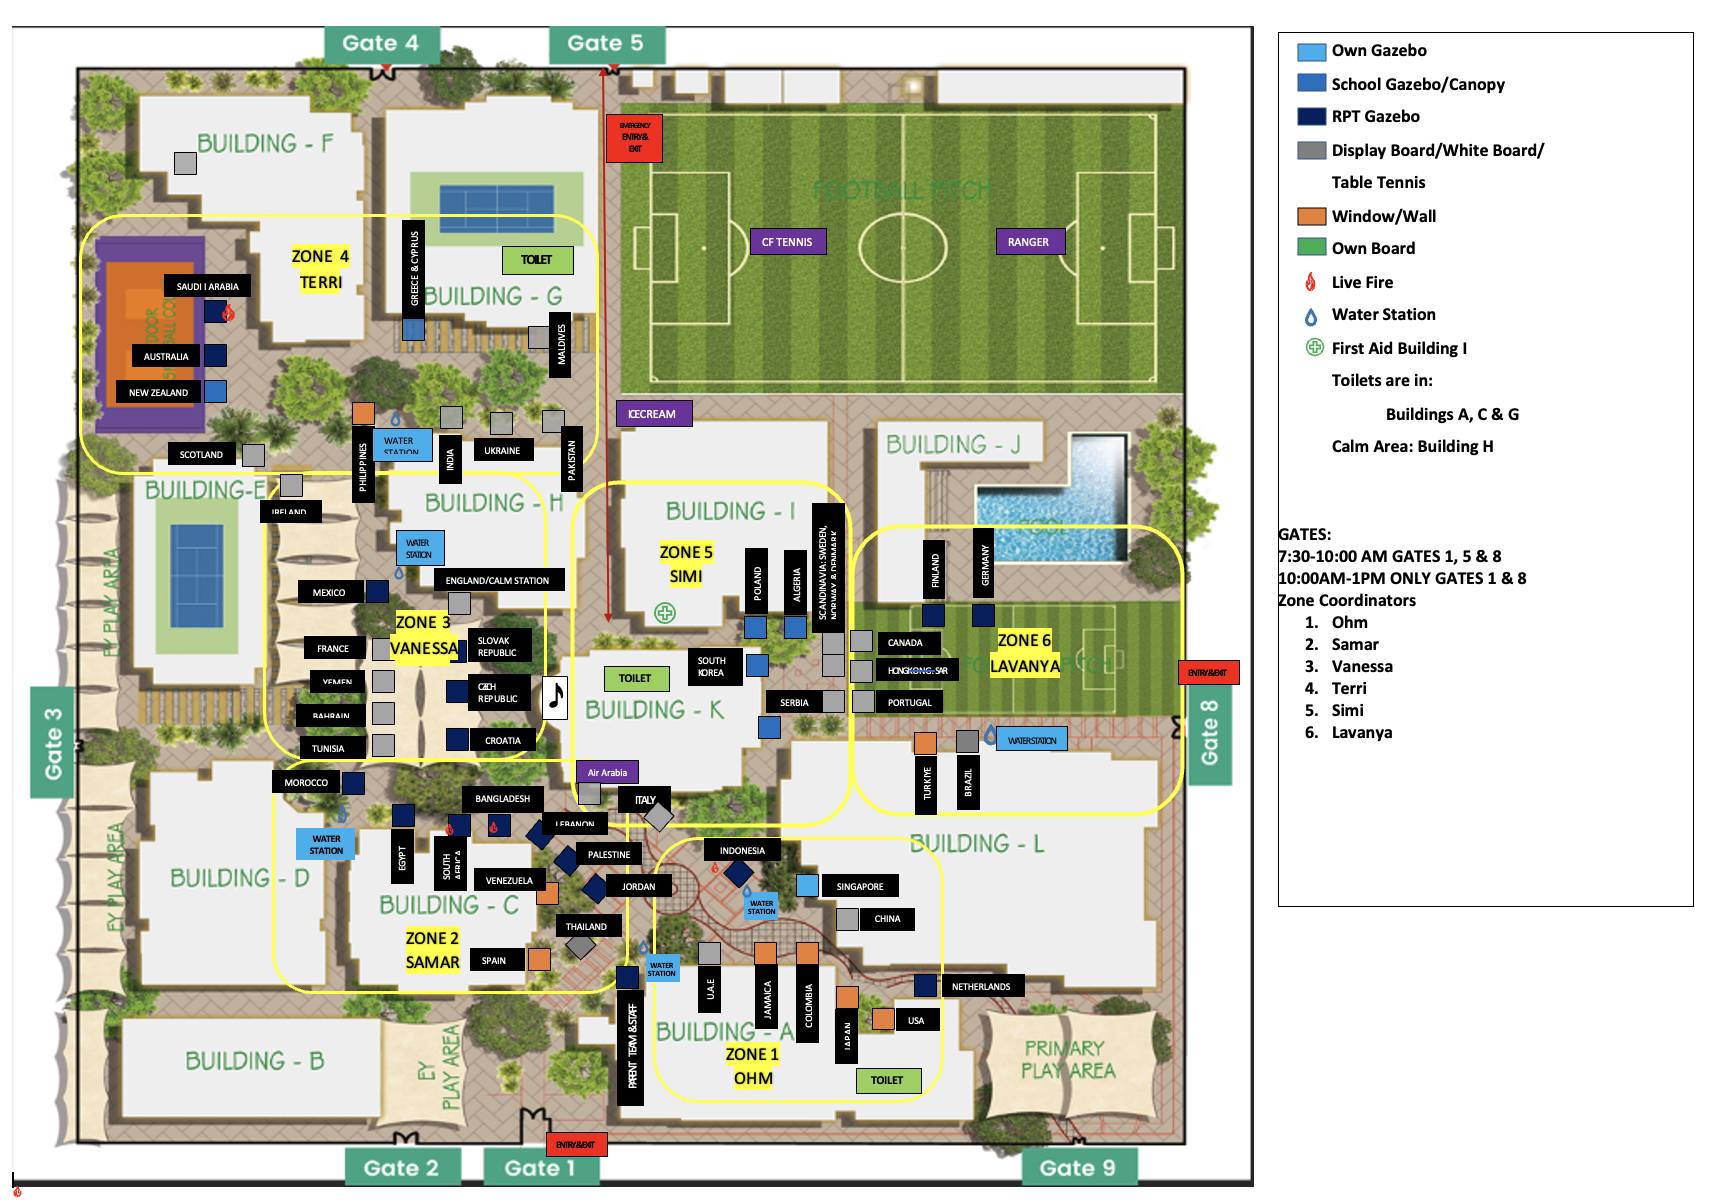 Gate 4
Gate 5
BUILDING - F
EMERGENCY
ENTRY &
EXIT
FOOTBALL PITCH
CF TENNIS
RANGER
ZONE 4
TERRI
GREECE & CYPRUS
TOILET
BUILDING - G
SAUDI ARABIA
AUSTRALIA
NEW ZEALAND
MALDIVES
ICECREAM
SCOTLAND
PHILIPPINES
WATER
STATION
INDIA
UKRAINE
PAKISTAN
BUILDING - J
BUILDING-E
IRELAND
BUILDING - H
BUILDING - I
POOL
WATER
STATION
ENGLAND/CALM STATION
ZONE 5
SIMI
POLAND
ALGERIA
SCANDINAVIA: SWEDEN,
NORWAY & DENMARK
FINLAND
GERMANY
EY PLAY AREA
MEXICO
ZONE 3
VANESSA
FRANCE
SLOVAK
REPUBLIC
YEMEN
CZECH
REPUBLIC
BAHRAIN
TUNISIA
CROATIA
TOILET
SOUTH
KOREA
BUILDING - K
SERBIA
CANADA
HONGKONG-SAR
PORTUGAL
ZONE 6
LAVANYA
ENTRY&EXIT
Gate 3
Gate 8
WATERSTATION
TURKIYE
BRAZIL
MOROCCO
Air Arabia
BANGLADESH
ITALY
LEBANON
WATER
STATION
EGYPT
SOUTH
AFRICA
PALESTINE
VENEZUELA
JORDAN
INDONESIA
BUILDING - L
EY PLAY AREA
BUILDING - D
BUILDING - C
SINGAPORE
WATER
STATION
CHINA
THAILAND
ZONE 2
SAMAR
SPAIN
WATER
STATION
U.A.E
JAMAICA
COLOMBIA
NETHERLANDS
JAPAN
USA
PARENT TEAM & STAFF
BUILDING - A
ZONE 1
OHM
TOILET
BUILDING - B
EY
PLAY AREA
PRIMARY
PLAY AREA
ENTRY&EXIT
Gate 2
Gate 1
Gate 9
Own Gazebo
School Gazebo/Canopy
RPT Gazebo
Display Board/White Board/
Table Tennis
Window/Wall
Own Board
Live Fire
Water Station
First Aid Building I
Toilets are in:
Buildings A, C & G
Calm Area: Building H
GATES:
7:30-10:00 AM GATES 1, 5 & 8
10:00AM-1PM ONLY GATES 1 & 8
Zone Coordinators
1. Ohm
2. Samar
3. Vanessa
4. Terri
5. Simi
6. Lavanya